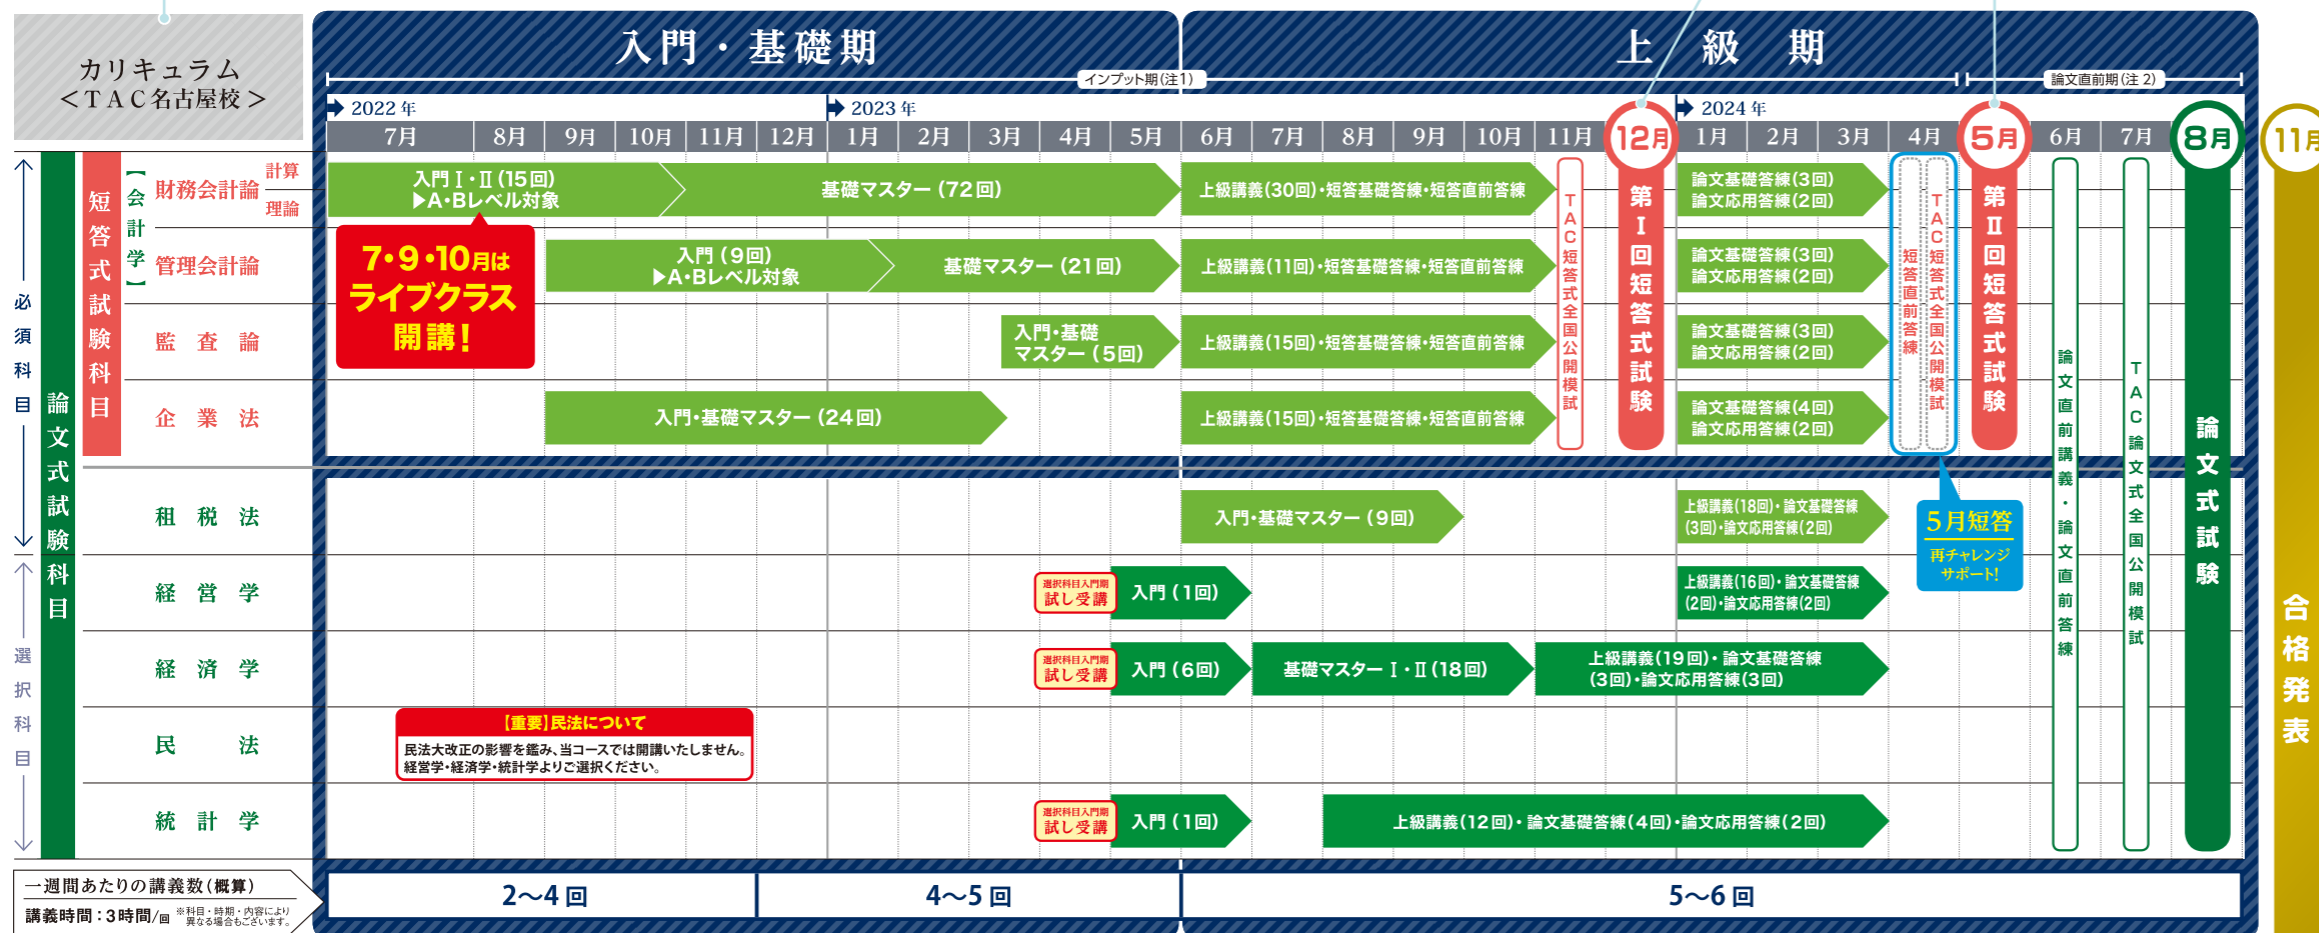 カリキュラム
＜TAC名古屋校＞
入門・基礎期
上級期
インプット期(注1)
論文直前期(注2)
2022年
2023年
2024年
7月 8月 9月 10月 11月 12月 1月 2月 3月 4月 5月 6月 7月 8月 9月 10月 11月 12月 1月 2月 3月 4月 5月 6月 7月 8月 11月
必須科目
選択科目
論文式試験科目
短答式試験科目
【会計学】
財務会計論
計算
理論
入門Ⅰ・Ⅱ(15回)
▶A・Bレベル対象
基礎マスター(72回)
上級講義(30回)・短答基礎答練・短答直前答練
論文基礎答練(3回)
論文応用答練(2回)
7・9・10月は
ライブクラス
開講！
管理会計論
入門(9回)
▶A・Bレベル対象
基礎マスター(21回)
上級講義(11回)・短答基礎答練・短答直前答練
論文基礎答練(3回)
論文応用答練(2回)
監査論
入門・基礎
マスター(5回)
上級講義(15回)・短答基礎答練・短答直前答練
論文基礎答練(3回)
論文応用答練(2回)
企業法
入門・基礎マスター(24回)
上級講義(15回)・短答基礎答練・短答直前答練
論文基礎答練(4回)
論文応用答練(2回)
TAC短答式全国公開模試
第Ⅰ回短答式試験
短答直前答練
TAC短答式全国公開模試
第Ⅱ回短答式試験
5月短答
再チャレンジ
サポート！
論文直前講義・論文直前答練
TAC論文式全国公開模試
論文式試験
合格発表
租税法
入門・基礎マスター(9回)
上級講義(18回)・論文基礎答練
(3回)・論文応用答練(2回)
経営学
選択科目入門期
試し受講
入門(1回)
上級講義(16回)・論文基礎答練
(2回)・論文応用答練(2回)
経済学
選択科目入門期
試し受講
入門(6回)
基礎マスターⅠ・Ⅱ(18回)
上級講義(19回)・論文基礎答練
(3回)・論文応用答練(3回)
民法
【重要】民法について
民法大改正の影響を鑑み、当コースでは開講いたしません。
経営学・経済学・統計学よりご選択ください。
統計学
選択科目入門期
試し受講
入門(1回)
上級講義(12回)・論文基礎答練(4回)・論文応用答練(2回)
一週間あたりの講義数(概算)
講義時間：3時間/回
※科目・時期・内容により
異なる場合もございます。
2〜4回
4〜5回
5〜6回